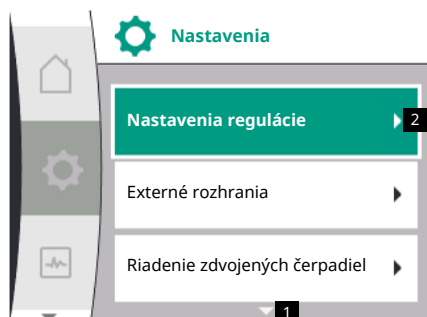 Nastavenia
Nastavenia regulácie
2
Externé rozhrania
Riadenie zdvojených čerpadiel
1